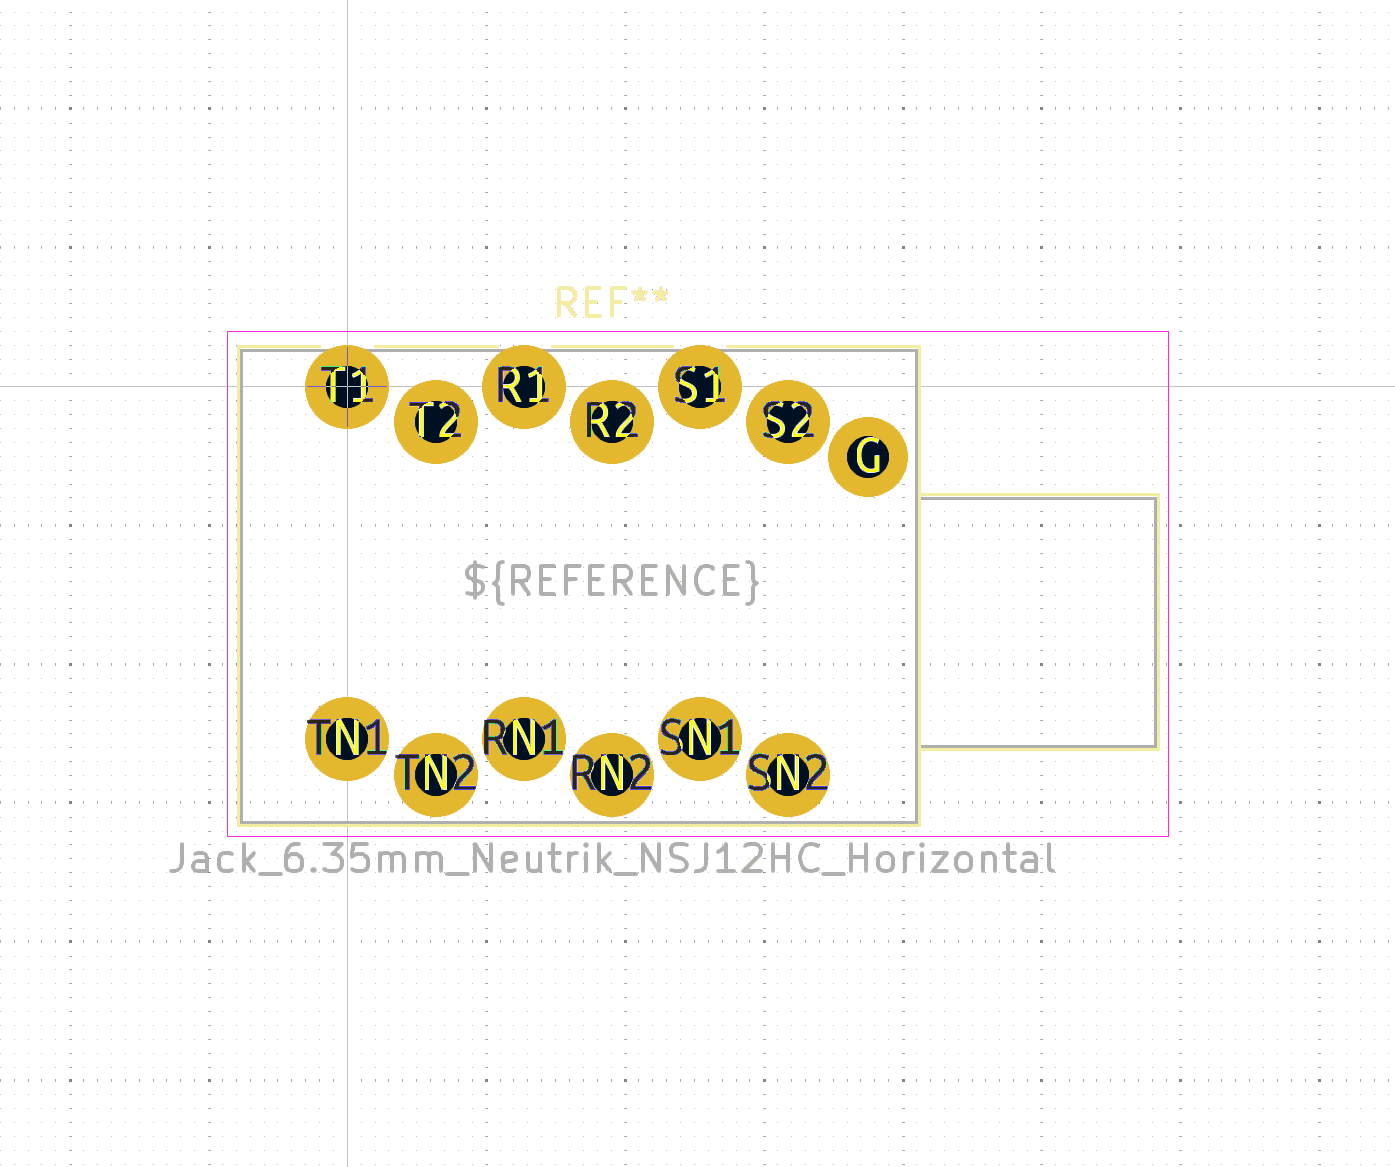 REF**
T1 R1 S1
T2 R2 S2
G
${REFERENCE}
TN1 RN1 SN1
TN2 RN2 SN2
Jack_6.35mm_Neutrik_NSJ12HC_Horizontal